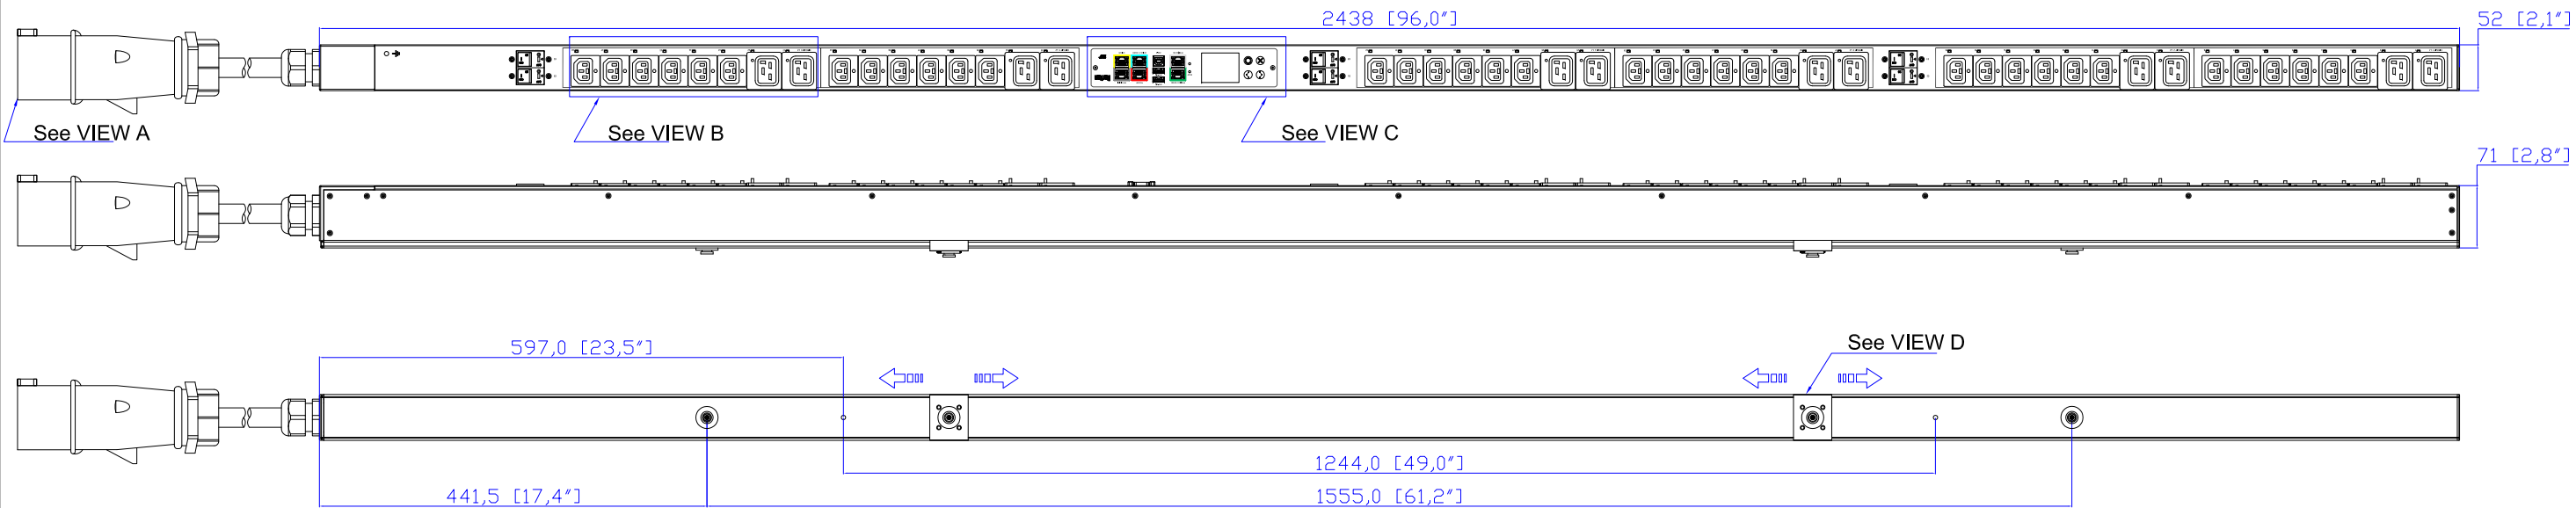 2438 [96,0"]
52 [2,1"]
See VIEW A
See VIEW B
See VIEW C
71 [2,8"]
597,0 [23,5"]
See VIEW D
1244,0 [49,0"]
441,5 [17,4"]
1555,0 [61,2"]